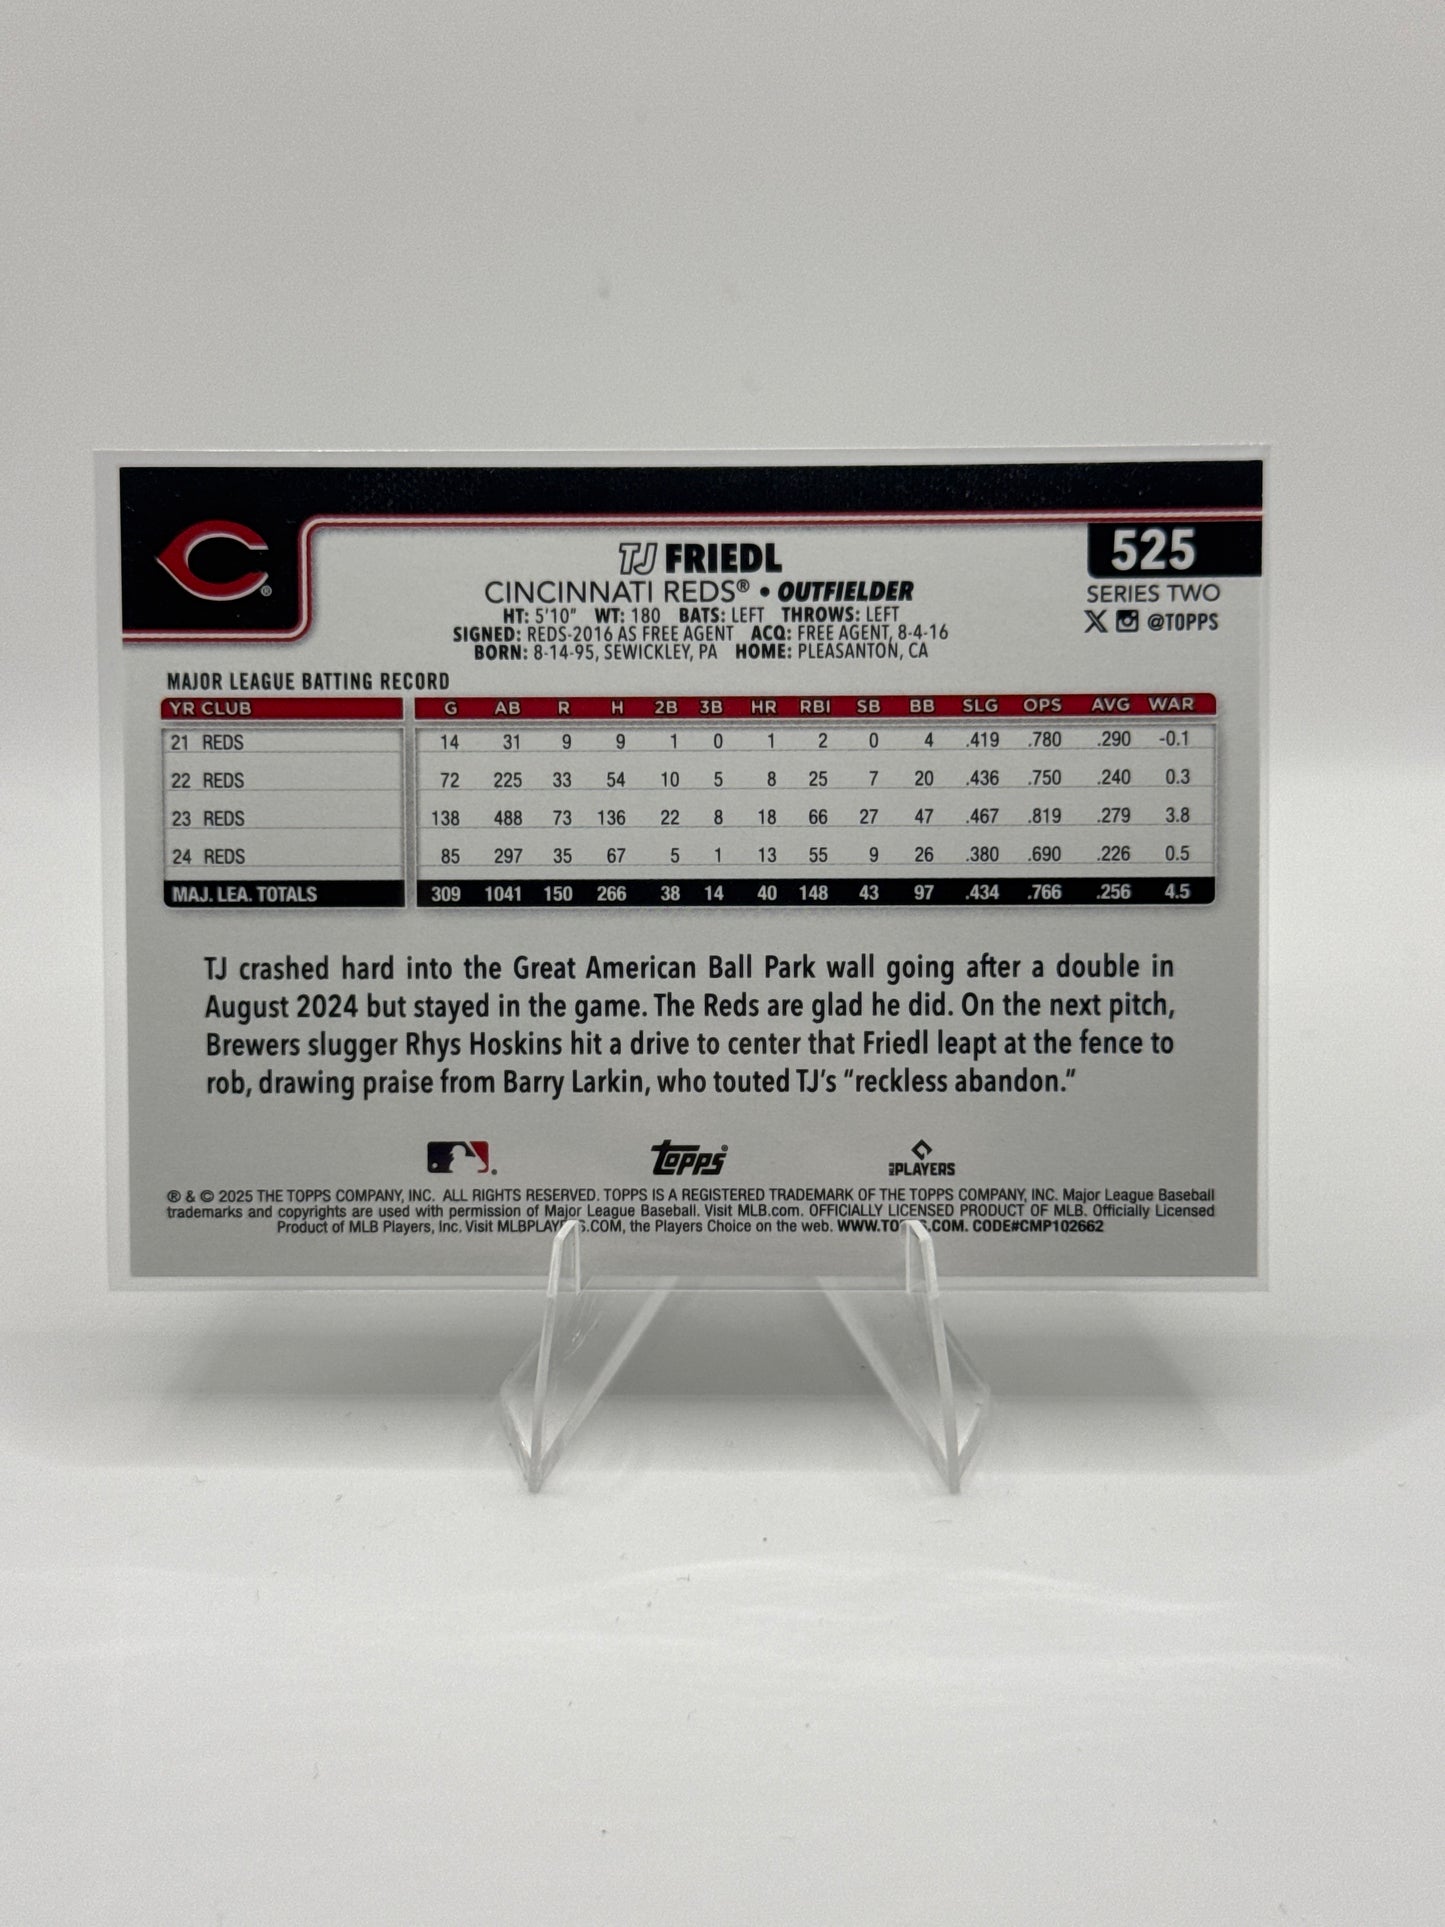 525
TJ FRIEDL
CINCINNATI REDS® • OUTFIELDER
SERIES TWO
HT: 5'10" WT: 180 BATS: LEFT THROWS: LEFT
@TOPPS
SIGNED: REDS-2016 AS FREE AGENT ACQ: FREE AGENT, 8-4-16
BORN: 8-14-95, SEWICKLEY, PA HOME: PLEASANTON, CA
MAJOR LEAGUE BATTING RECORD
YR CLUB G AB R H 2B 3B HR RBI SB BB SLG OPS AVG WAR
21 REDS 14 31 9 9 1 0 1 2 0 4 .419 .780 .290 -0.1
22 REDS 72 225 33 54 10 5 8 25 7 20 .436 .750 .240 0.3
23 REDS 138 488 73 136 22 8 18 66 27 47 .467 .819 .279 3.8
24 REDS 85 297 35 67 5 1 13 55 9 26 .380 .690 .226 0.5
MAJ. LEA. TOTALS 309 1041 150 266 38 14 40 148 43 97 .434 .766 .256 4.5
TJ crashed hard into the Great American Ball Park wall going after a double in
August 2024 but stayed in the game. The Reds are glad he did. On the next pitch,
Brewers slugger Rhys Hoskins hit a drive to center that Friedl leapt at the fence to
rob, drawing praise from Barry Larkin, who touted TJ's "reckless abandon."
Topps®
PLAYERS
® & © 2025 THE TOPPS COMPANY, INC. ALL RIGHTS RESERVED. TOPPS IS A REGISTERED TRADEMARK OF THE TOPPS COMPANY, INC. Major League Baseball
trademarks and copyrights are used with permission of Major League Baseball. Visit MLB.com. OFFICIALLY LICENSED PRODUCT OF MLB. Officially Licensed
Product of MLB Players, Inc. Visit MLBPLAYERS.COM, the Players Choice on the web. WWW.TOPPS.COM. CODE#CMP102662